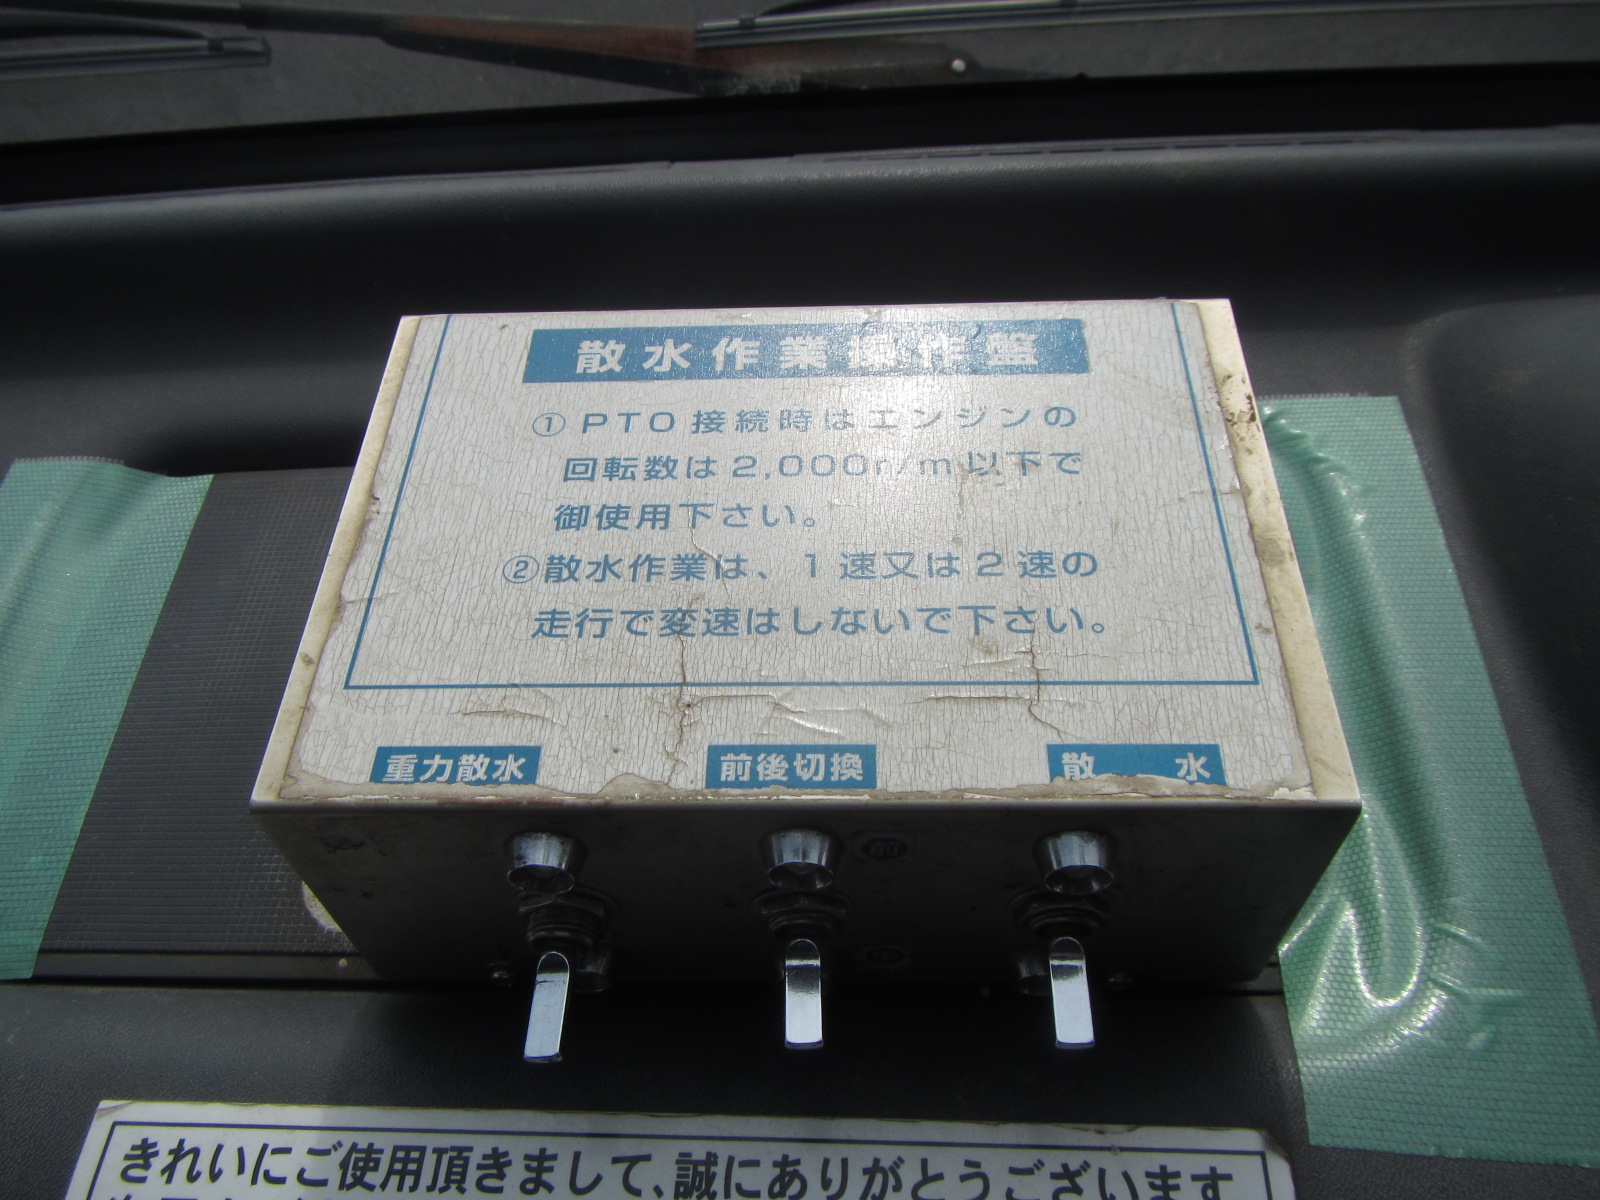 散水作業操作盤
① PTO 接続時はエンジンの
回転数は2,000r/m以下で
御使用下さい。
②散水作業は、1速又は2速の
走行で変速はしないで下さい。
重力散水 前後切換 散水
前
後
きれいにご使用頂きまして、誠にありがとうございます